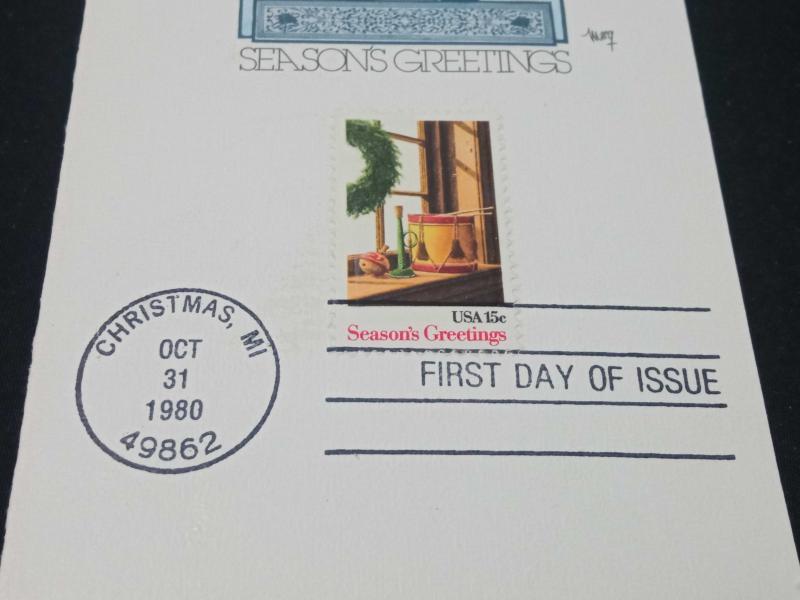 SEASON'S GREETINGS
USA 15c
Season's Greetings
CHRISTMAS, MI
OCT
31
1980
49862
FIRST DAY OF ISSUE